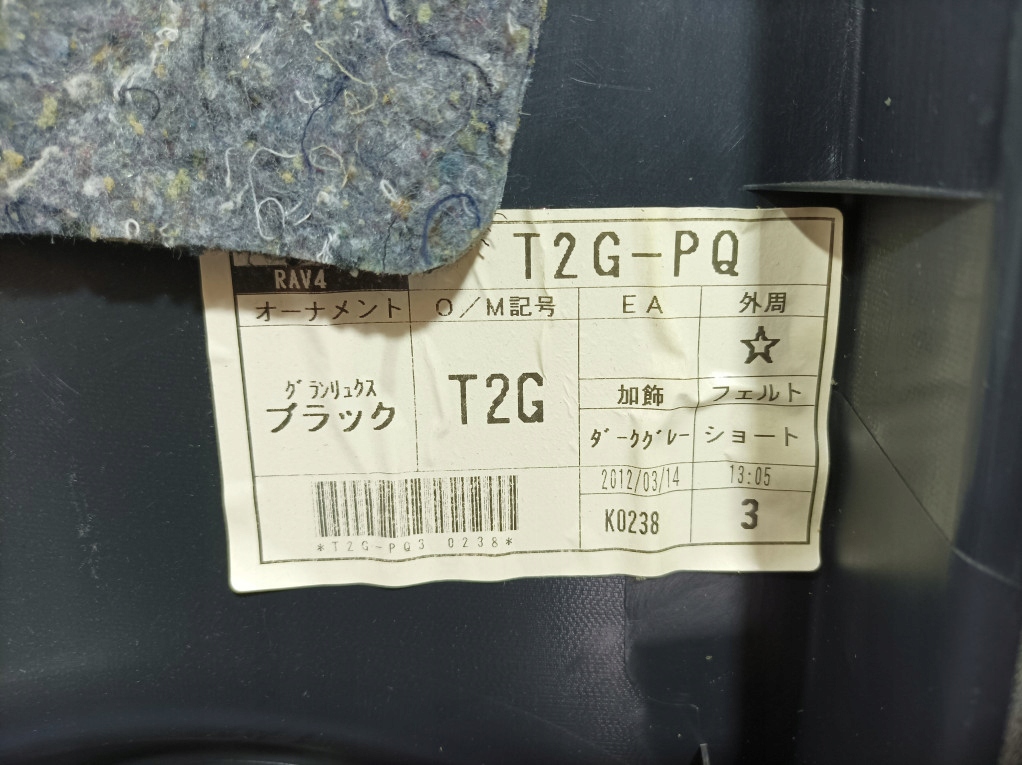 T2G-PQ
RAV4
オーナメント O/M記号 EA 外周
☆
グランリュクス
ブラック
T2G
加飾 フェルト
ダークグレー ショート
2012/03/14 13:05
K0238 3
*T2G-PQ3 0238*